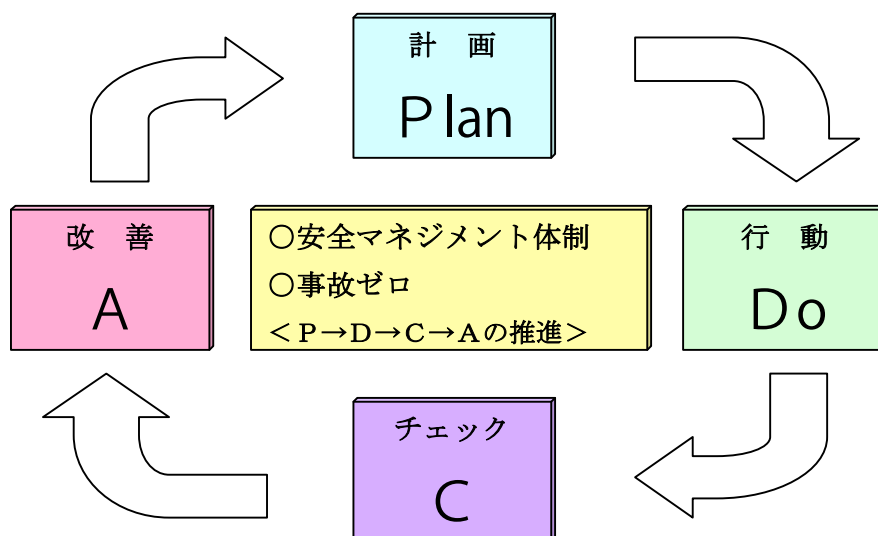 計　画
Ｐlan
改　善
Ａ
○安全マネジメント体制
○事故ゼロ
＜Ｐ→Ｄ→Ｃ→Ａの推進＞
行　動
Ｄo
チェック
Ｃ